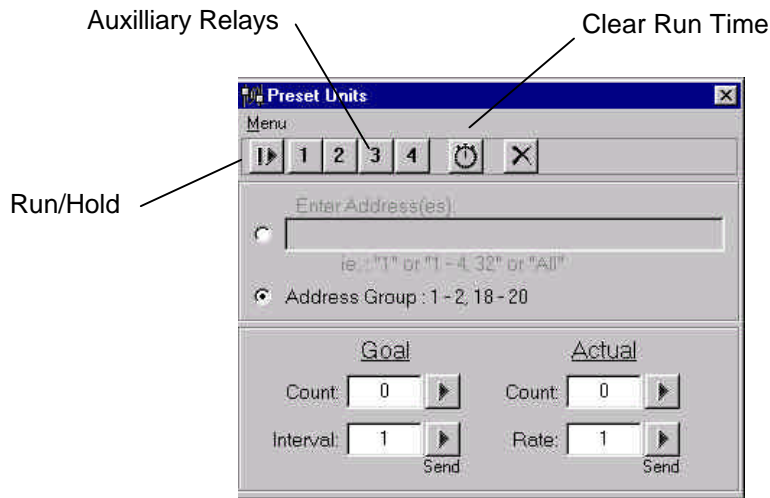 Auxilliary Relays
Clear Run Time
Preset Units
Menu
1 2 3 4
Run/Hold
Enter Address(es)
ie. : "1" or "1 - 4, 32" or "All"
Address Group : 1 - 2, 18 - 20
Goal Actual
Count: 0 Count: 0
Interval: 1 Rate: 1
Send Send